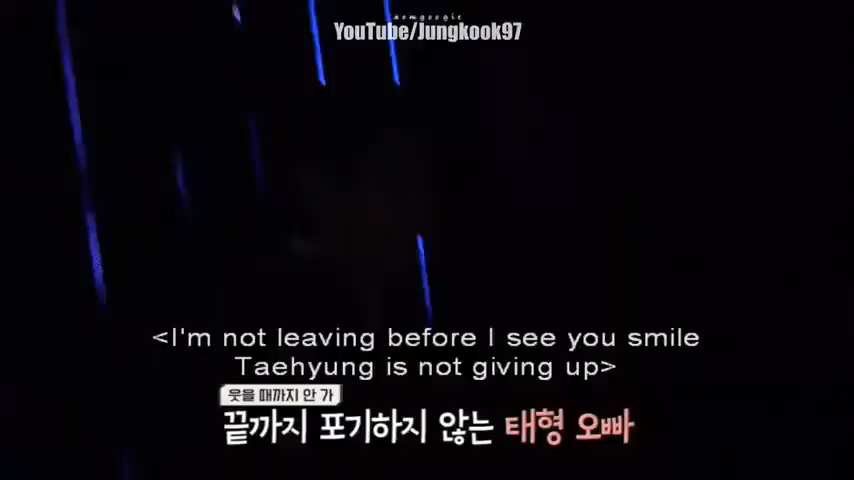 YouTube/Jungkook97
<I'm not leaving before I see you smile
Taehyung is not giving up>
웃을 때까지 안 가
끝까지 포기하지 않는 태형 오빠